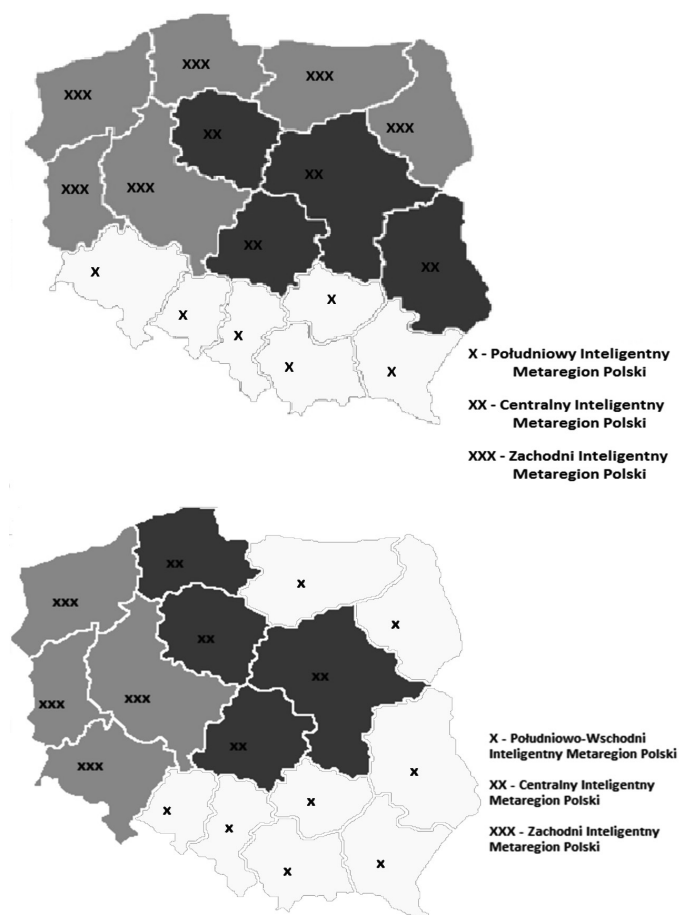 XXX
XXX
XXX
XX
XXX
XX
XXX
XXX
XX
XX
X
X
X
X
X
X
X - Południowy Inteligentny
Metaregion Polski
XX - Centralny Inteligentny
Metaregion Polski
XXX - Zachodni Inteligentny
Metaregion Polski
XX
X
XXX
X
XX
XX
XXX
XXX
XX
XXX
X
X
X
X
X
X
X - Południowo-Wschodni
Inteligentny Metaregion Polski
XX - Centralny Inteligentny
Metaregion Polski
XXX - Zachodni Inteligentny
Metaregion Polski